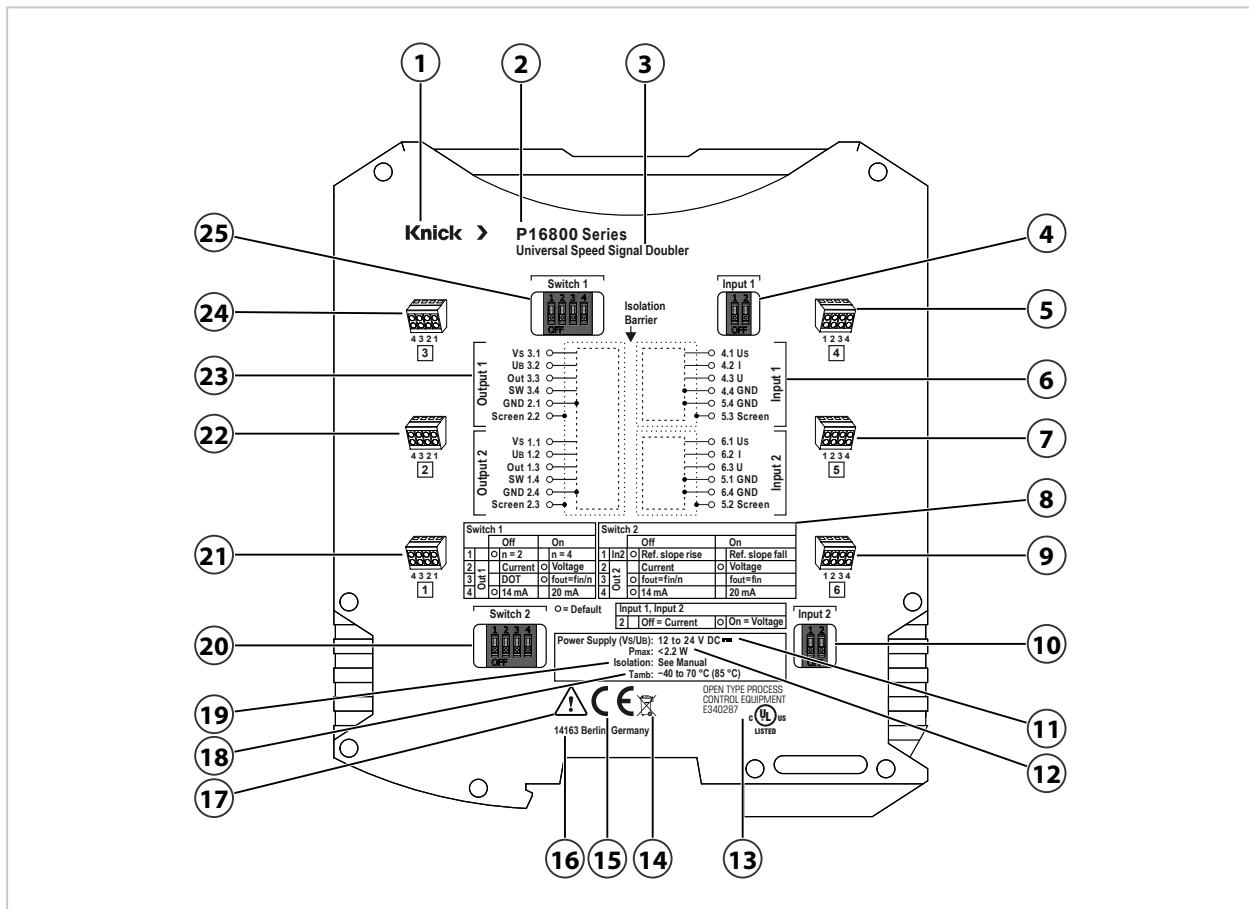 1
2
3
Knick >
P16800 Series
Universal Speed Signal Doubler
25
4
Switch 1
1 2 3 4
OFF
Input 1
1 2
OFF
Isolation
Barrier
24
4 3 2 1
3
1 2 3 4
4
5
23
Output 1
Vs 3.1
UB 3.2
Out 3.3
SW 3.4
GND 2.1
Screen 2.2
4.1 Us
4.2 I
4.3 U
4.4 GND
5.4 GND
5.3 Screen
Input 1
6
22
4 3 2 1
2
1 2 3 4
5
7
Output 2
Vs 1.1
UB 1.2
Out 1.3
SW 1.4
GND 2.4
Screen 2.3
6.1 Us
6.2 I
6.3 U
5.1 GND
6.4 GND
5.2 Screen
Input 2
8
Switch 1
Off On
1 n = 2 n = 4
2 Current Voltage
3 DOT fout=fin/n
4 14 mA 20 mA
Out 1
Switch 2
Off On
1 In2 Ref. slope rise Ref. slope fall
2 Current Voltage
3 fout=fin/n fout=fin
4 14 mA 20 mA
Out 2
21
4 3 2 1
1
1 2 3 4
6
9
= Default
Input 1, Input 2
2 Off = Current On = Voltage
20
Switch 2
1 2 3 4
OFF
Input 2
1 2
OFF
10
Power Supply (Vs/UB): 12 to 24 V DC
Pmax: <2.2 W
Isolation: See Manual
Tamb: −40 to 70 °C (85 °C)
19
18
17
11
12
CE
OPEN TYPE PROCESS
CONTROL EQUIPMENT
E340287
C UL US
LISTED
14163 Berlin, Germany
16
15
14
13